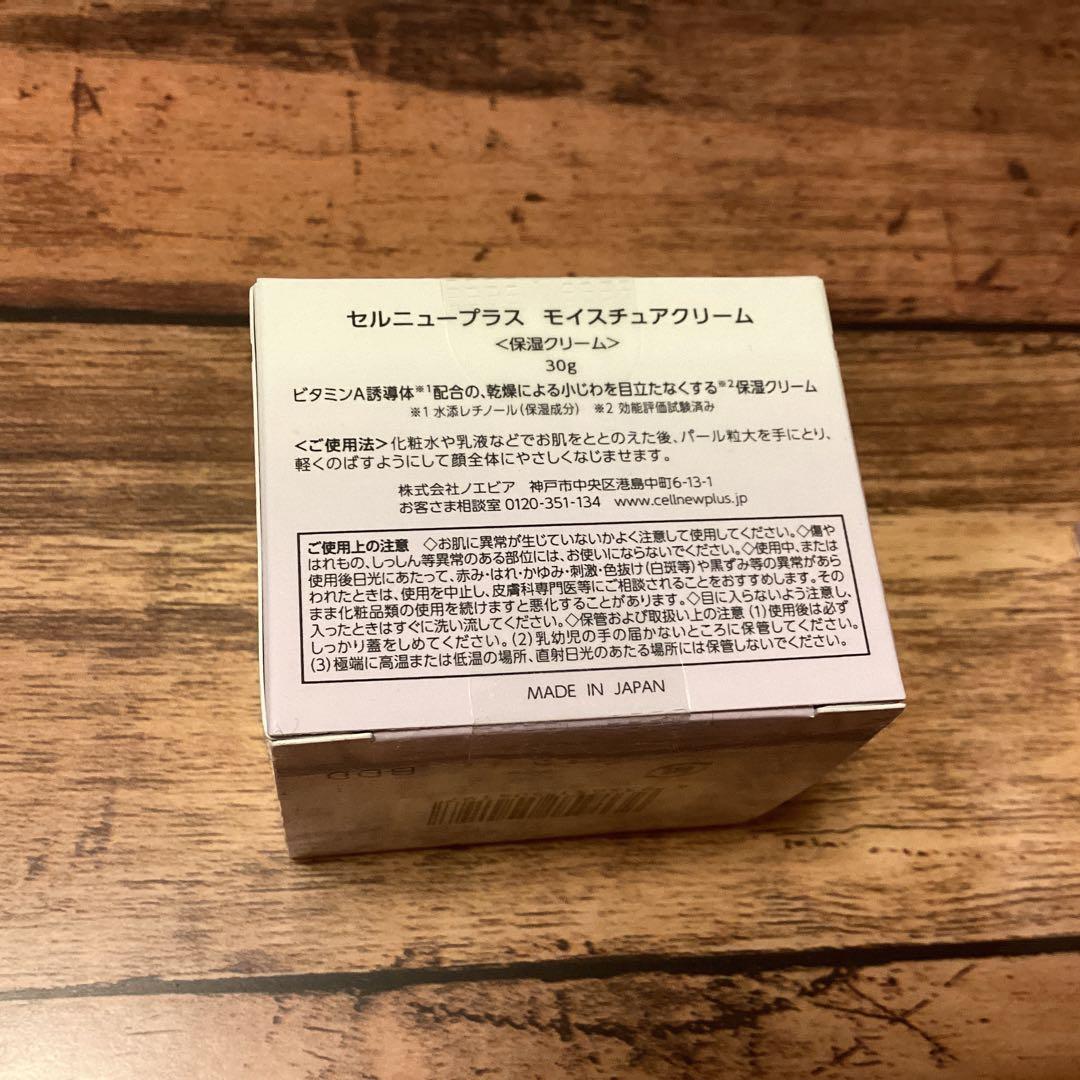 セルニュープラス モイスチュアクリーム
<保湿クリーム>
30g
ビタミンA誘導体※1配合の、乾燥による小じわを目立たなくする※2保湿クリーム
※1 水添レチノール(保湿成分) ※2 効能評価試験済み
<ご使用法>化粧水や乳液などでお肌をととのえた後、パール粒大を手にとり、
軽くのばすようにして顔全体にやさしくなじませます。
株式会社ノエビア 神戸市中央区港島中町6-13-1
お客さま相談室 0120-351-134 www.cellnewplus.jp
ご使用上の注意 ◇お肌に異常が生じていないかよく注意して使用してください。◇傷や
はれもの、しっしん等異常のある部位には、お使いにならないでください。◇使用中、または
使用後日光にあたって、赤み・はれ・かゆみ・刺激・色抜け(白斑等)や黒ずみ等の異常があら
われたときは、使用を中止し、皮膚科専門医等にご相談されることをおすすめします。その
まま化粧品類の使用を続けますと悪化することがあります。◇目に入らないよう注意し、
入ったときはすぐに洗い流してください。◇保管および取扱い上の注意 (1)使用後は必ず
しっかり蓋をしめてください。(2)乳幼児の手の届かないところに保管してください。
(3)極端に高温または低温の場所、直射日光のあたる場所には保管しないでください。
MADE IN JAPAN